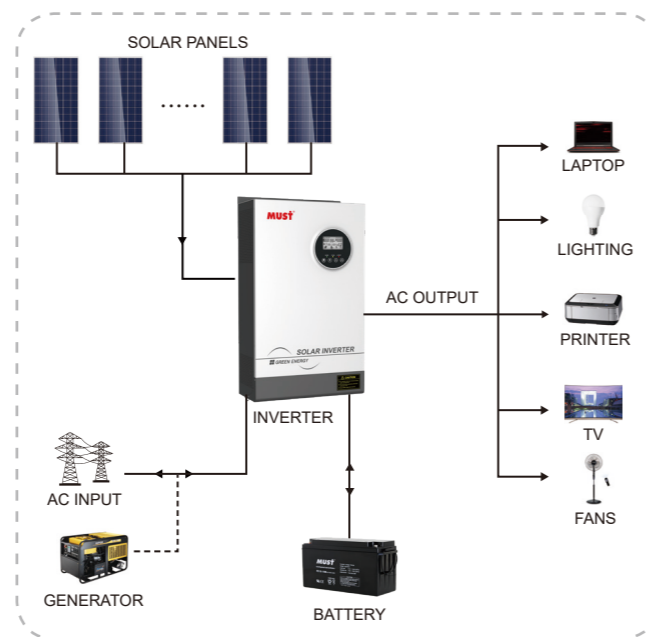 SOLAR PANELS
MUST
SOLAR INVERTER
GREEN ENERGY
INVERTER
AC OUTPUT
LAPTOP
LIGHTING
PRINTER
TV
FANS
AC INPUT
GENERATOR
MUST
BATTERY